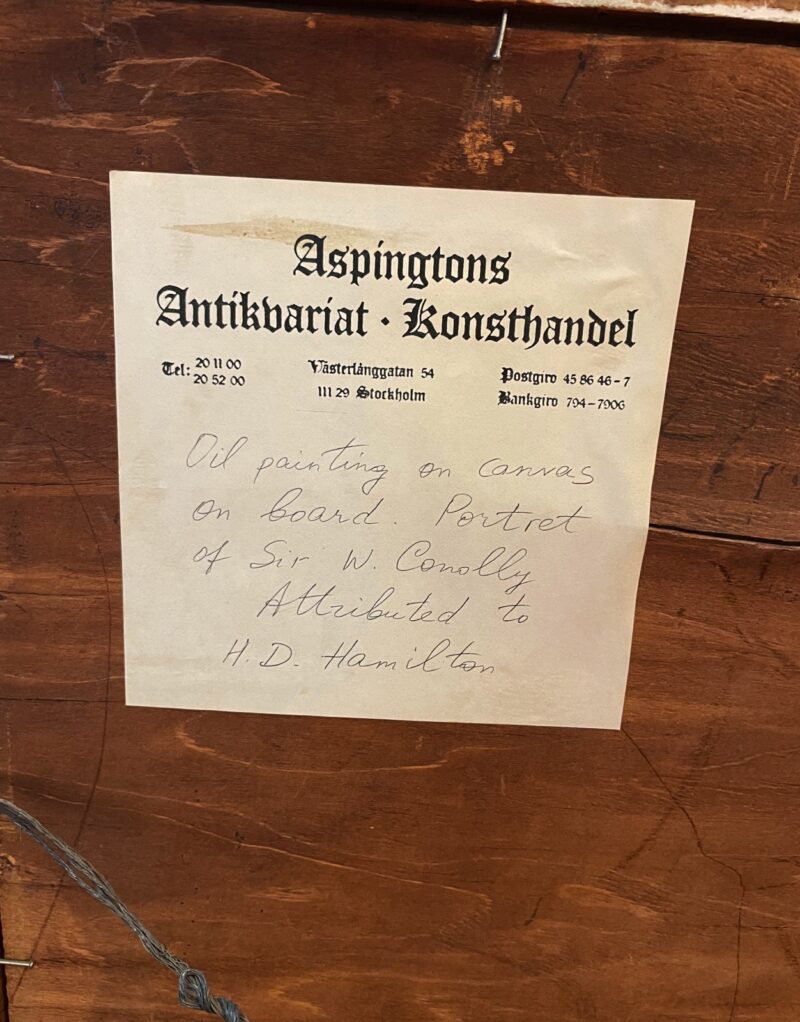 Aspingtons
Antikvariat · Konsthandel
Tel: 20 11 00
20 52 00
Västerlånggatan 54
111 29 Stockholm
Postgiro 45 86 46-7
Bankgiro 794-7906
Oil painting on canvas
on board. Portret
of Sir W. Conolly
Attributed to
H. D. Hamilton